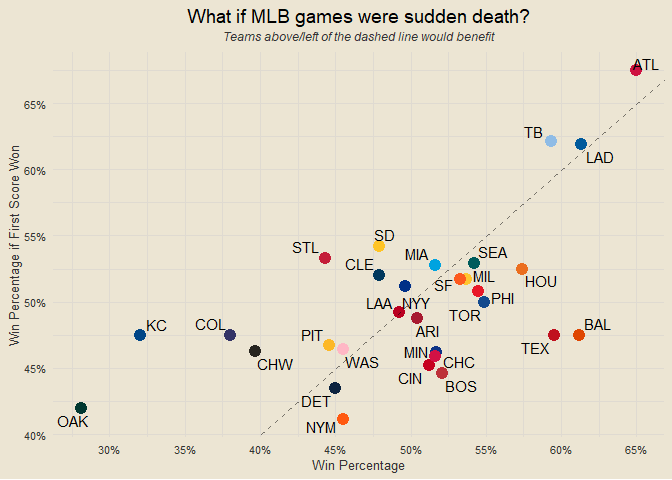 What if MLB games were sudden death?
Teams above/left of the dashed line would benefit
Win Percentage if First Score Won
65%
60%
55%
50%
45%
40%
ATL
TB
LAD
SD
STL
MIA
SEA
CLE
HOU
SF
MIL
LAA
NYY
PHI
TOR
ARI
KC
COL
BAL
PIT
TEX
MIN
CHW
WAS
CHC
CIN
BOS
DET
OAK
NYM
30%
35%
40%
45%
50%
55%
60%
65%
Win Percentage